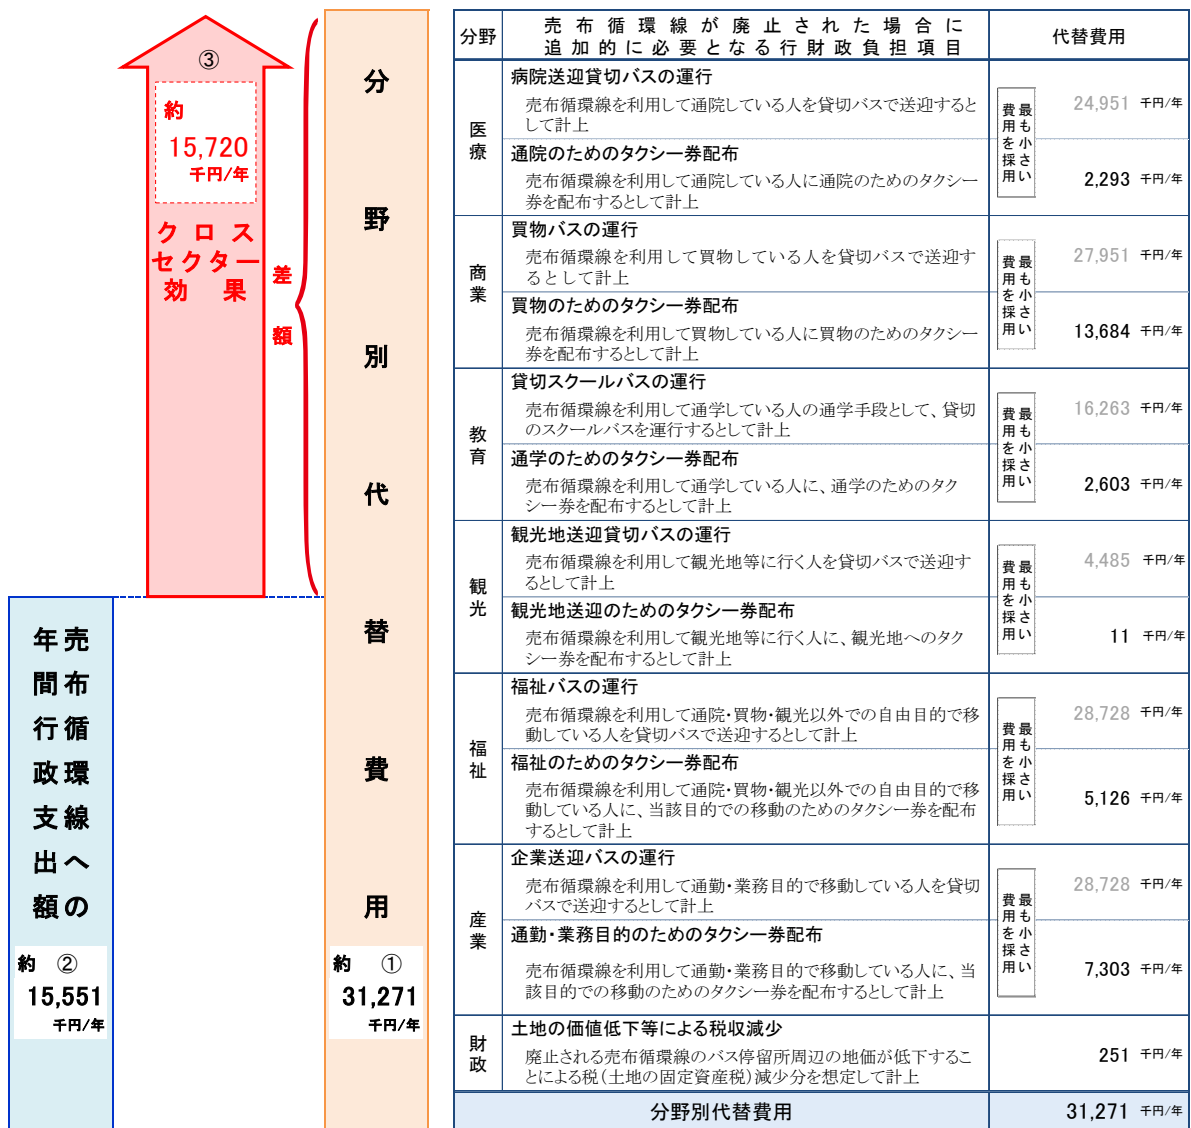 ③
約
15,720
千円/年
クロス
セクター
効果
差
額
分野別代替費用
約 ①
31,271
千円/年
売布循環線への
年間行政支出額
約 ②
15,551
千円/年
分野
売布循環線が廃止された場合に
追加的に必要となる行財政負担項目
代替費用
医療
病院送迎貸切バスの運行
売布循環線を利用して通院している人を貸切バスで送迎すると
して計上
24,951 千円/年
通院のためのタクシー券配布
売布循環線を利用して通院している人に通院のためのタクシー
券を配布するとして計上
2,293 千円/年
最も小さい
費用を採用
商業
買物バスの運行
売布循環線を利用して買物している人を貸切バスで送迎す
るとして計上
27,951 千円/年
買物のためのタクシー券配布
売布循環線を利用して買物している人に買物のためのタクシー
券を配布するとして計上
13,684 千円/年
最も小さい
費用を採用
教育
貸切スクールバスの運行
売布循環線を利用して通学している人の通学手段として、貸切
のスクールバスを運行するとして計上
16,263 千円/年
通学のためのタクシー券配布
売布循環線を利用して通学している人に、通学のためのタク
シー券を配布するとして計上
2,603 千円/年
最も小さい
費用を採用
観光
観光地送迎貸切バスの運行
売布循環線を利用して観光地等に行く人を貸切バスで送迎す
るとして計上
4,485 千円/年
観光地送迎のためのタクシー券配布
売布循環線を利用して観光地等に行く人に、観光地へのタク
シー券を配布するとして計上
11 千円/年
最も小さい
費用を採用
福祉
福祉バスの運行
売布循環線を利用して通院・買物・観光以外での自由目的で移
動している人を貸切バスで送迎するとして計上
28,728 千円/年
福祉のためのタクシー券配布
売布循環線を利用して通院・買物・観光以外での自由目的で移
動している人に、当該目的での移動のためのタクシー券を配布
するとして計上
5,126 千円/年
最も小さい
費用を採用
産業
企業送迎バスの運行
売布循環線を利用して通勤・業務目的で移動している人を貸切
バスで送迎するとして計上
28,728 千円/年
通勤・業務目的のためのタクシー券配布
売布循環線を利用して通勤・業務目的で移動している人に、当
該目的での移動のためのタクシー券を配布するとして計上
7,303 千円/年
最も小さい
費用を採用
財政
土地の価値低下等による税収減少
廃止される売布循環線のバス停留所周辺の地価が低下するこ
とによる税(土地の固定資産税)減少分を想定して計上
251 千円/年
分野別代替費用
31,271 千円/年